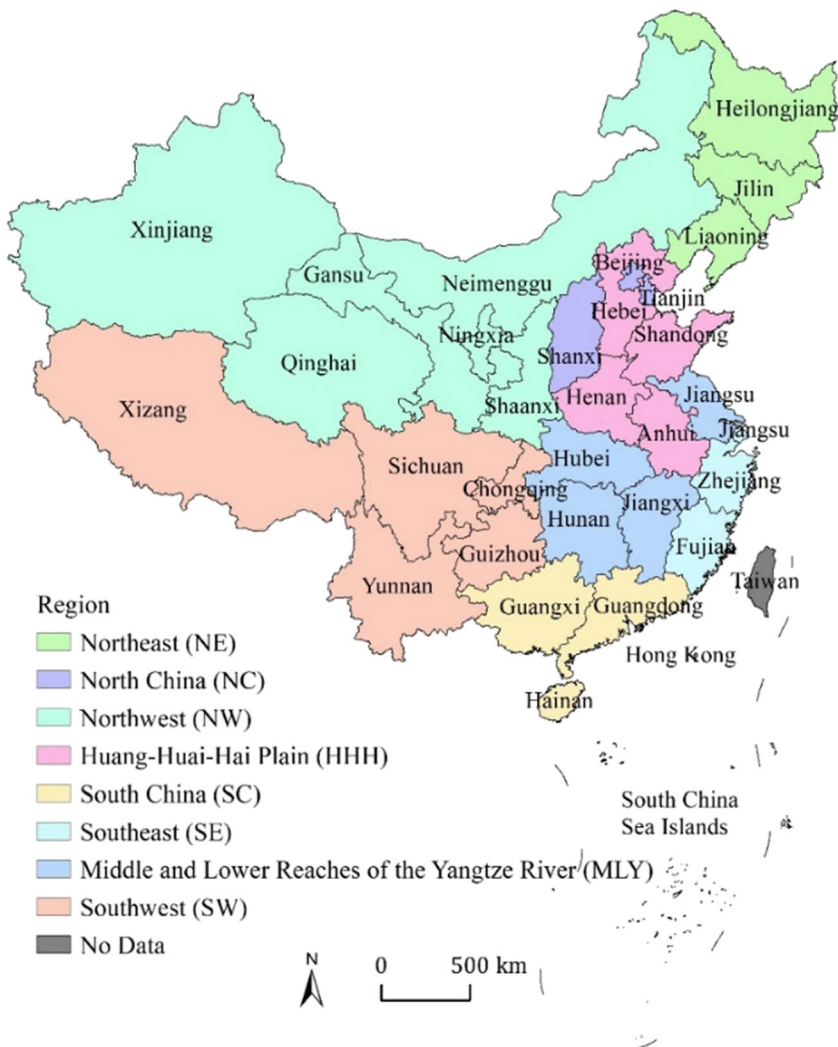 Heilongjiang
Jilin
Liaoning
Xinjiang
Gansu
Neimenggu
Beijing
Tianjin
Hebei
Ningxia
Shandong
Qinghai
Shanxi
Xizang
Shaanxi
Henan
Jiangsu
Anhui
Jiangsu
Sichuan
Hubei
Chongqing
Zhejiang
Hunan
Jiangxi
Guizhou
Fujian
Yunnan
Taiwan
Guangxi
Guangdong
Hong Kong
Hainan
South China
Sea Islands
Region
Northeast (NE)
North China (NC)
Northwest (NW)
Huang-Huai-Hai Plain (HHH)
South China (SC)
Southeast (SE)
Middle and Lower Reaches of the Yangtze River (MLY)
Southwest (SW)
No Data
N
0 500 km